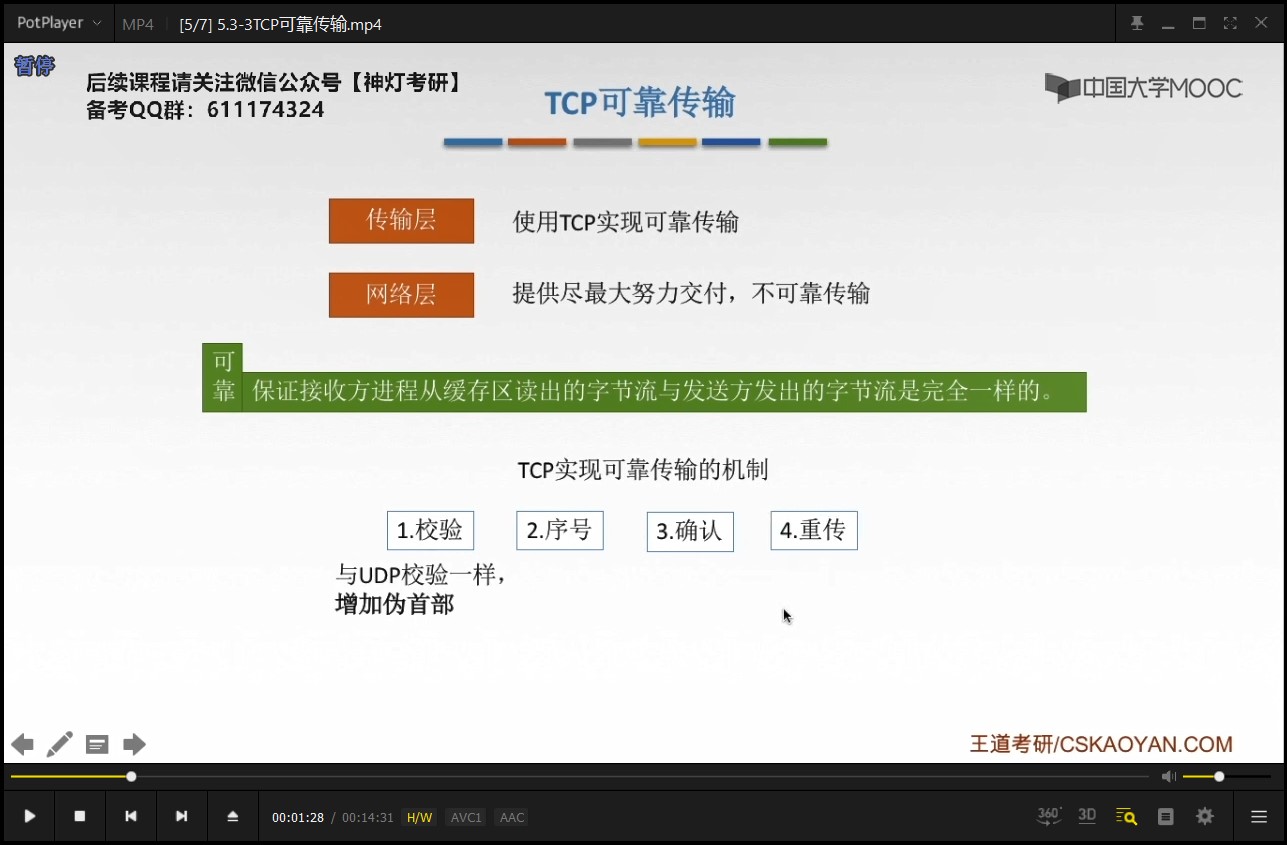 PotPlayer
MP4
[5/7] 5.3-3TCP可靠传输.mp4
暂停
后续课程请关注微信公众号【神灯考研】
备考QQ群：611174324
TCP可靠传输
中国大学MOOC
传输层
使用TCP实现可靠传输
网络层
提供尽最大努力交付，不可靠传输
可靠
保证接收方进程从缓存区读出的字节流与发送方发出的字节流是完全一样的。
TCP实现可靠传输的机制
1.校验
2.序号
3.确认
4.重传
与UDP校验一样，
增加伪首部
王道考研/CSKAOYAN.COM
00:01:28 / 00:14:31 H/W AVC1 AAC
360°
3D